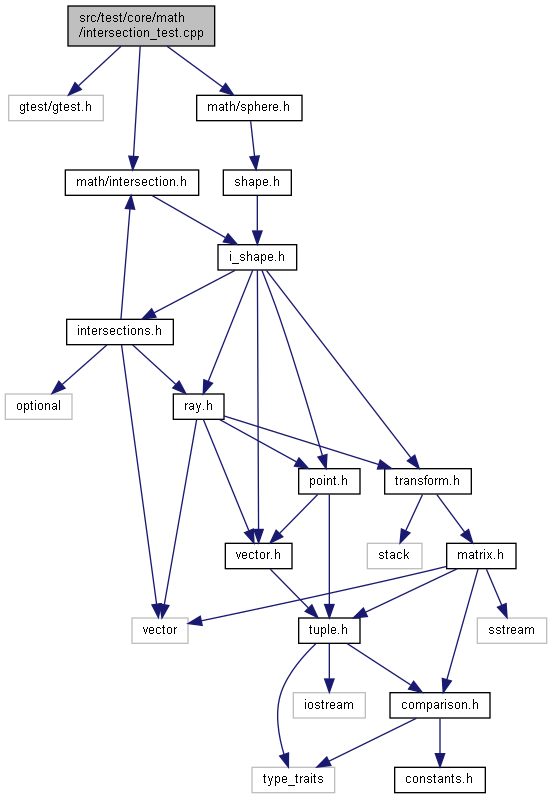 src/test/core/math
/intersection_test.cpp
gtest/gtest.h
math/sphere.h
math/intersection.h
shape.h
i_shape.h
intersections.h
optional
ray.h
point.h
transform.h
vector.h
stack
matrix.h
vector
tuple.h
sstream
iostream
comparison.h
type_traits
constants.h